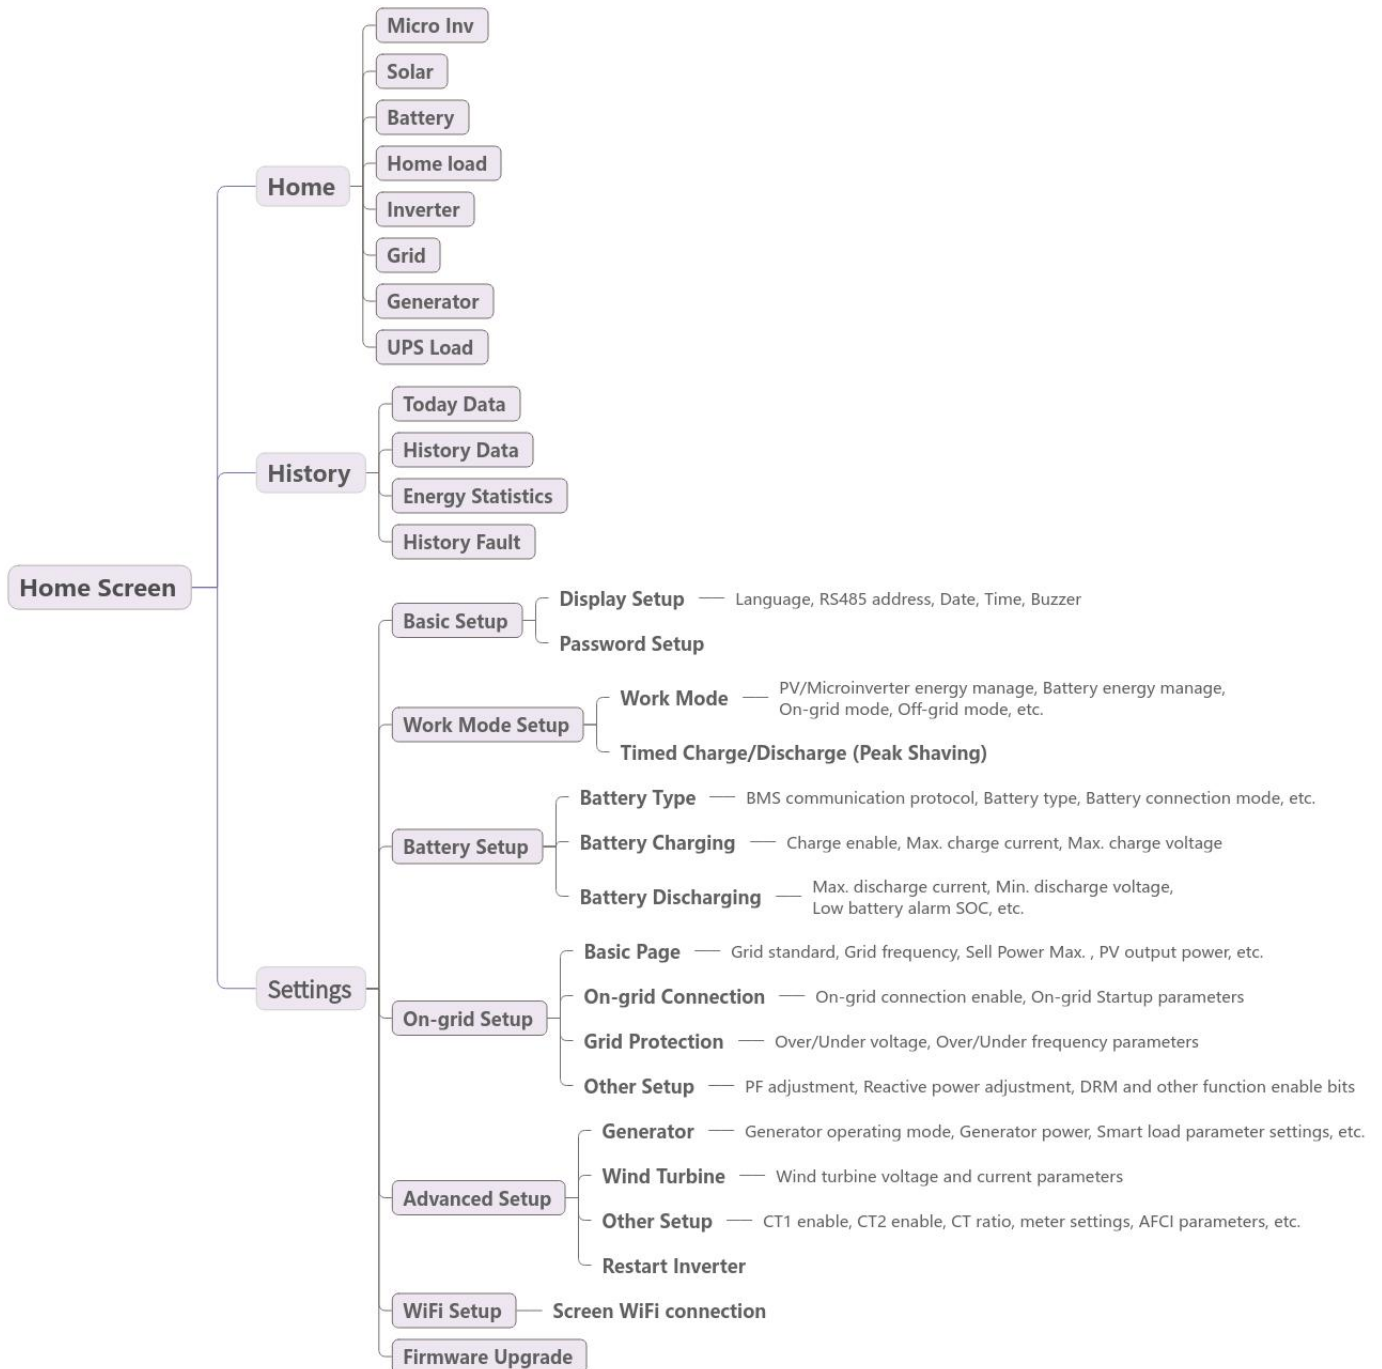 Home Screen
Home
Micro Inv
Solar
Battery
Home load
Inverter
Grid
Generator
UPS Load
History
Today Data
History Data
Energy Statistics
History Fault
Settings
Basic Setup
Display Setup
Language, RS485 address, Date, Time, Buzzer
Password Setup
Work Mode Setup
Work Mode
PV/Microinverter energy manage, Battery energy manage,
On-grid mode, Off-grid mode, etc.
Timed Charge/Discharge (Peak Shaving)
Battery Setup
Battery Type
BMS communication protocol, Battery type, Battery connection mode, etc.
Battery Charging
Charge enable, Max. charge current, Max. charge voltage
Battery Discharging
Max. discharge current, Min. discharge voltage,
Low battery alarm SOC, etc.
On-grid Setup
Basic Page
Grid standard, Grid frequency, Sell Power Max. , PV output power, etc.
On-grid Connection
On-grid connection enable, On-grid Startup parameters
Grid Protection
Over/Under voltage, Over/Under frequency parameters
Other Setup
PF adjustment, Reactive power adjustment, DRM and other function enable bits
Advanced Setup
Generator
Generator operating mode, Generator power, Smart load parameter settings, etc.
Wind Turbine
Wind turbine voltage and current parameters
Other Setup
CT1 enable, CT2 enable, CT ratio, meter settings, AFCI parameters, etc.
Restart Inverter
WiFi Setup
Screen WiFi connection
Firmware Upgrade